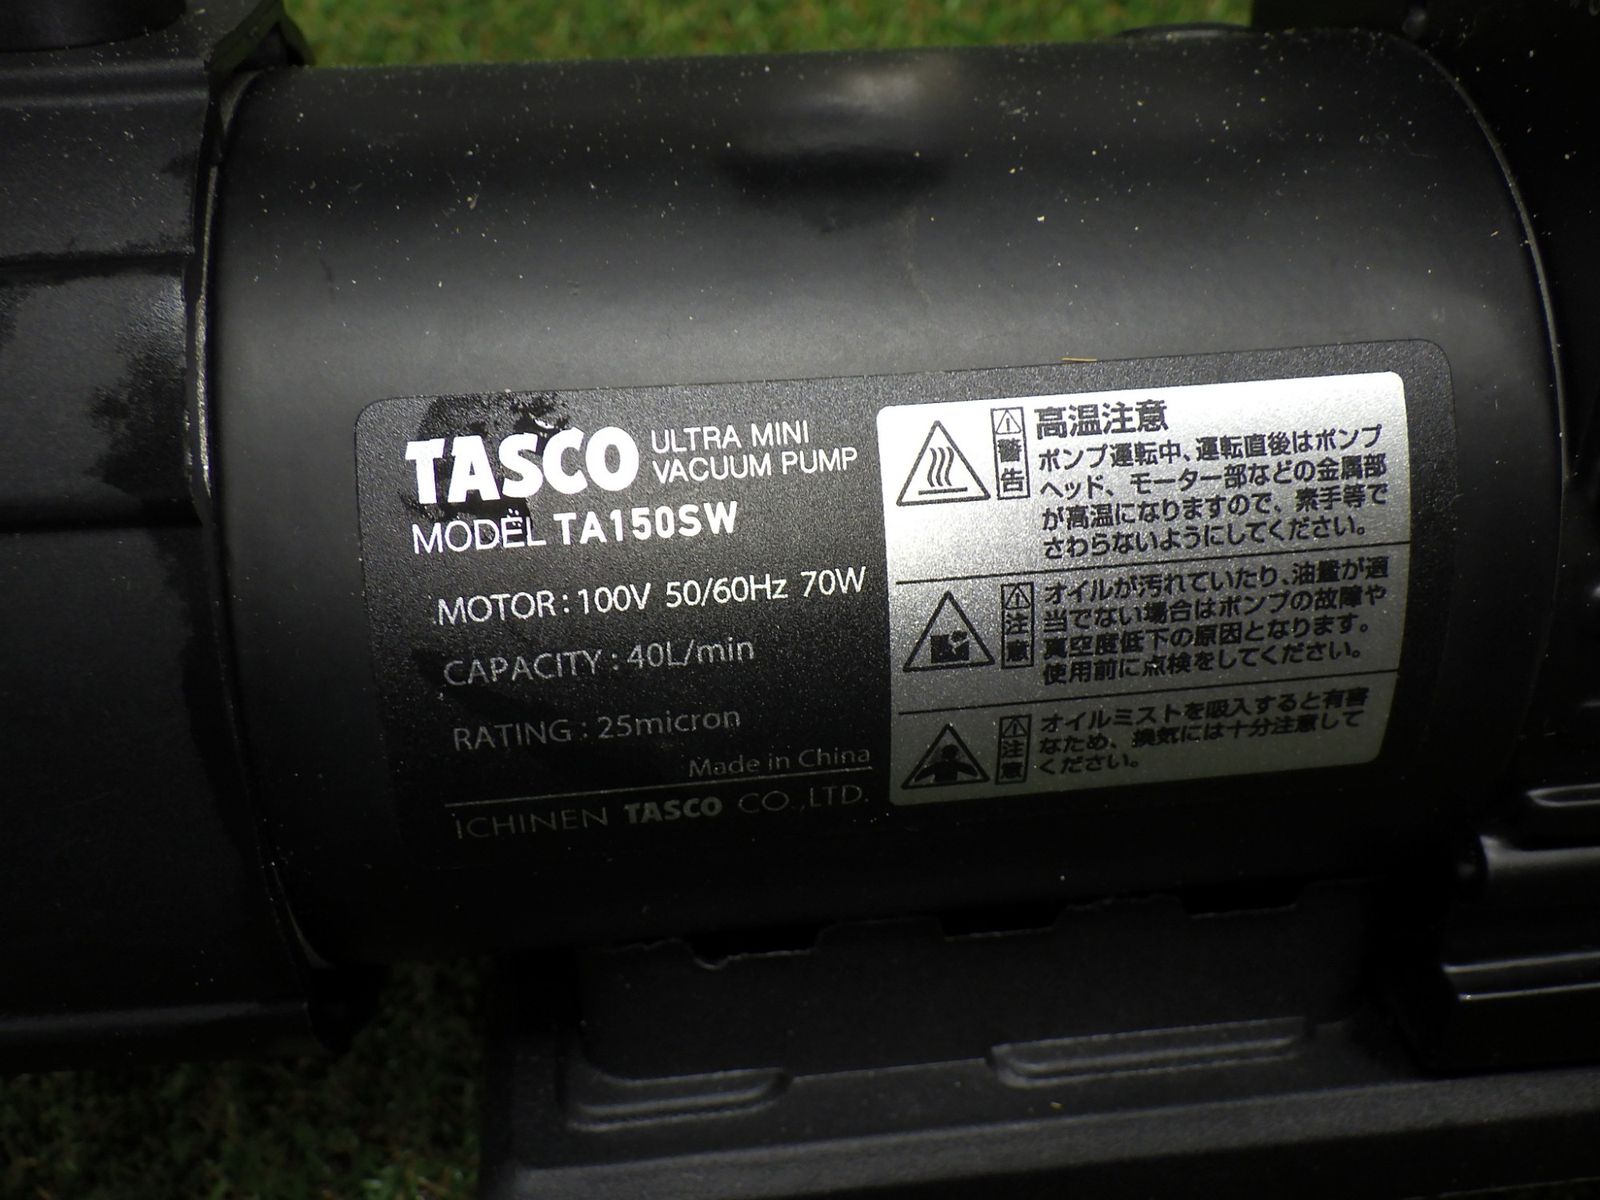 TASCO ULTRA MINI
VACUUM PUMP
MODEL TA150SW
MOTOR : 100V 50/60Hz 70W
CAPACITY : 40L/min
RATING : 25micron
Made in China
ICHINEN TASCO CO.,LTD.
警告
高温注意
ポンプ運転中、運転直後はポンプ
ヘッド、モーター部などの金属部
が高温になりますので、素手等で
さわらないようにしてください。
注意
オイルが汚れていたり、油量が適
当でない場合はポンプの故障や
真空度低下の原因となります。
使用前に点検をしてください。
注意
オイルミストを吸入すると有害
なため、換気には十分注意して
ください。